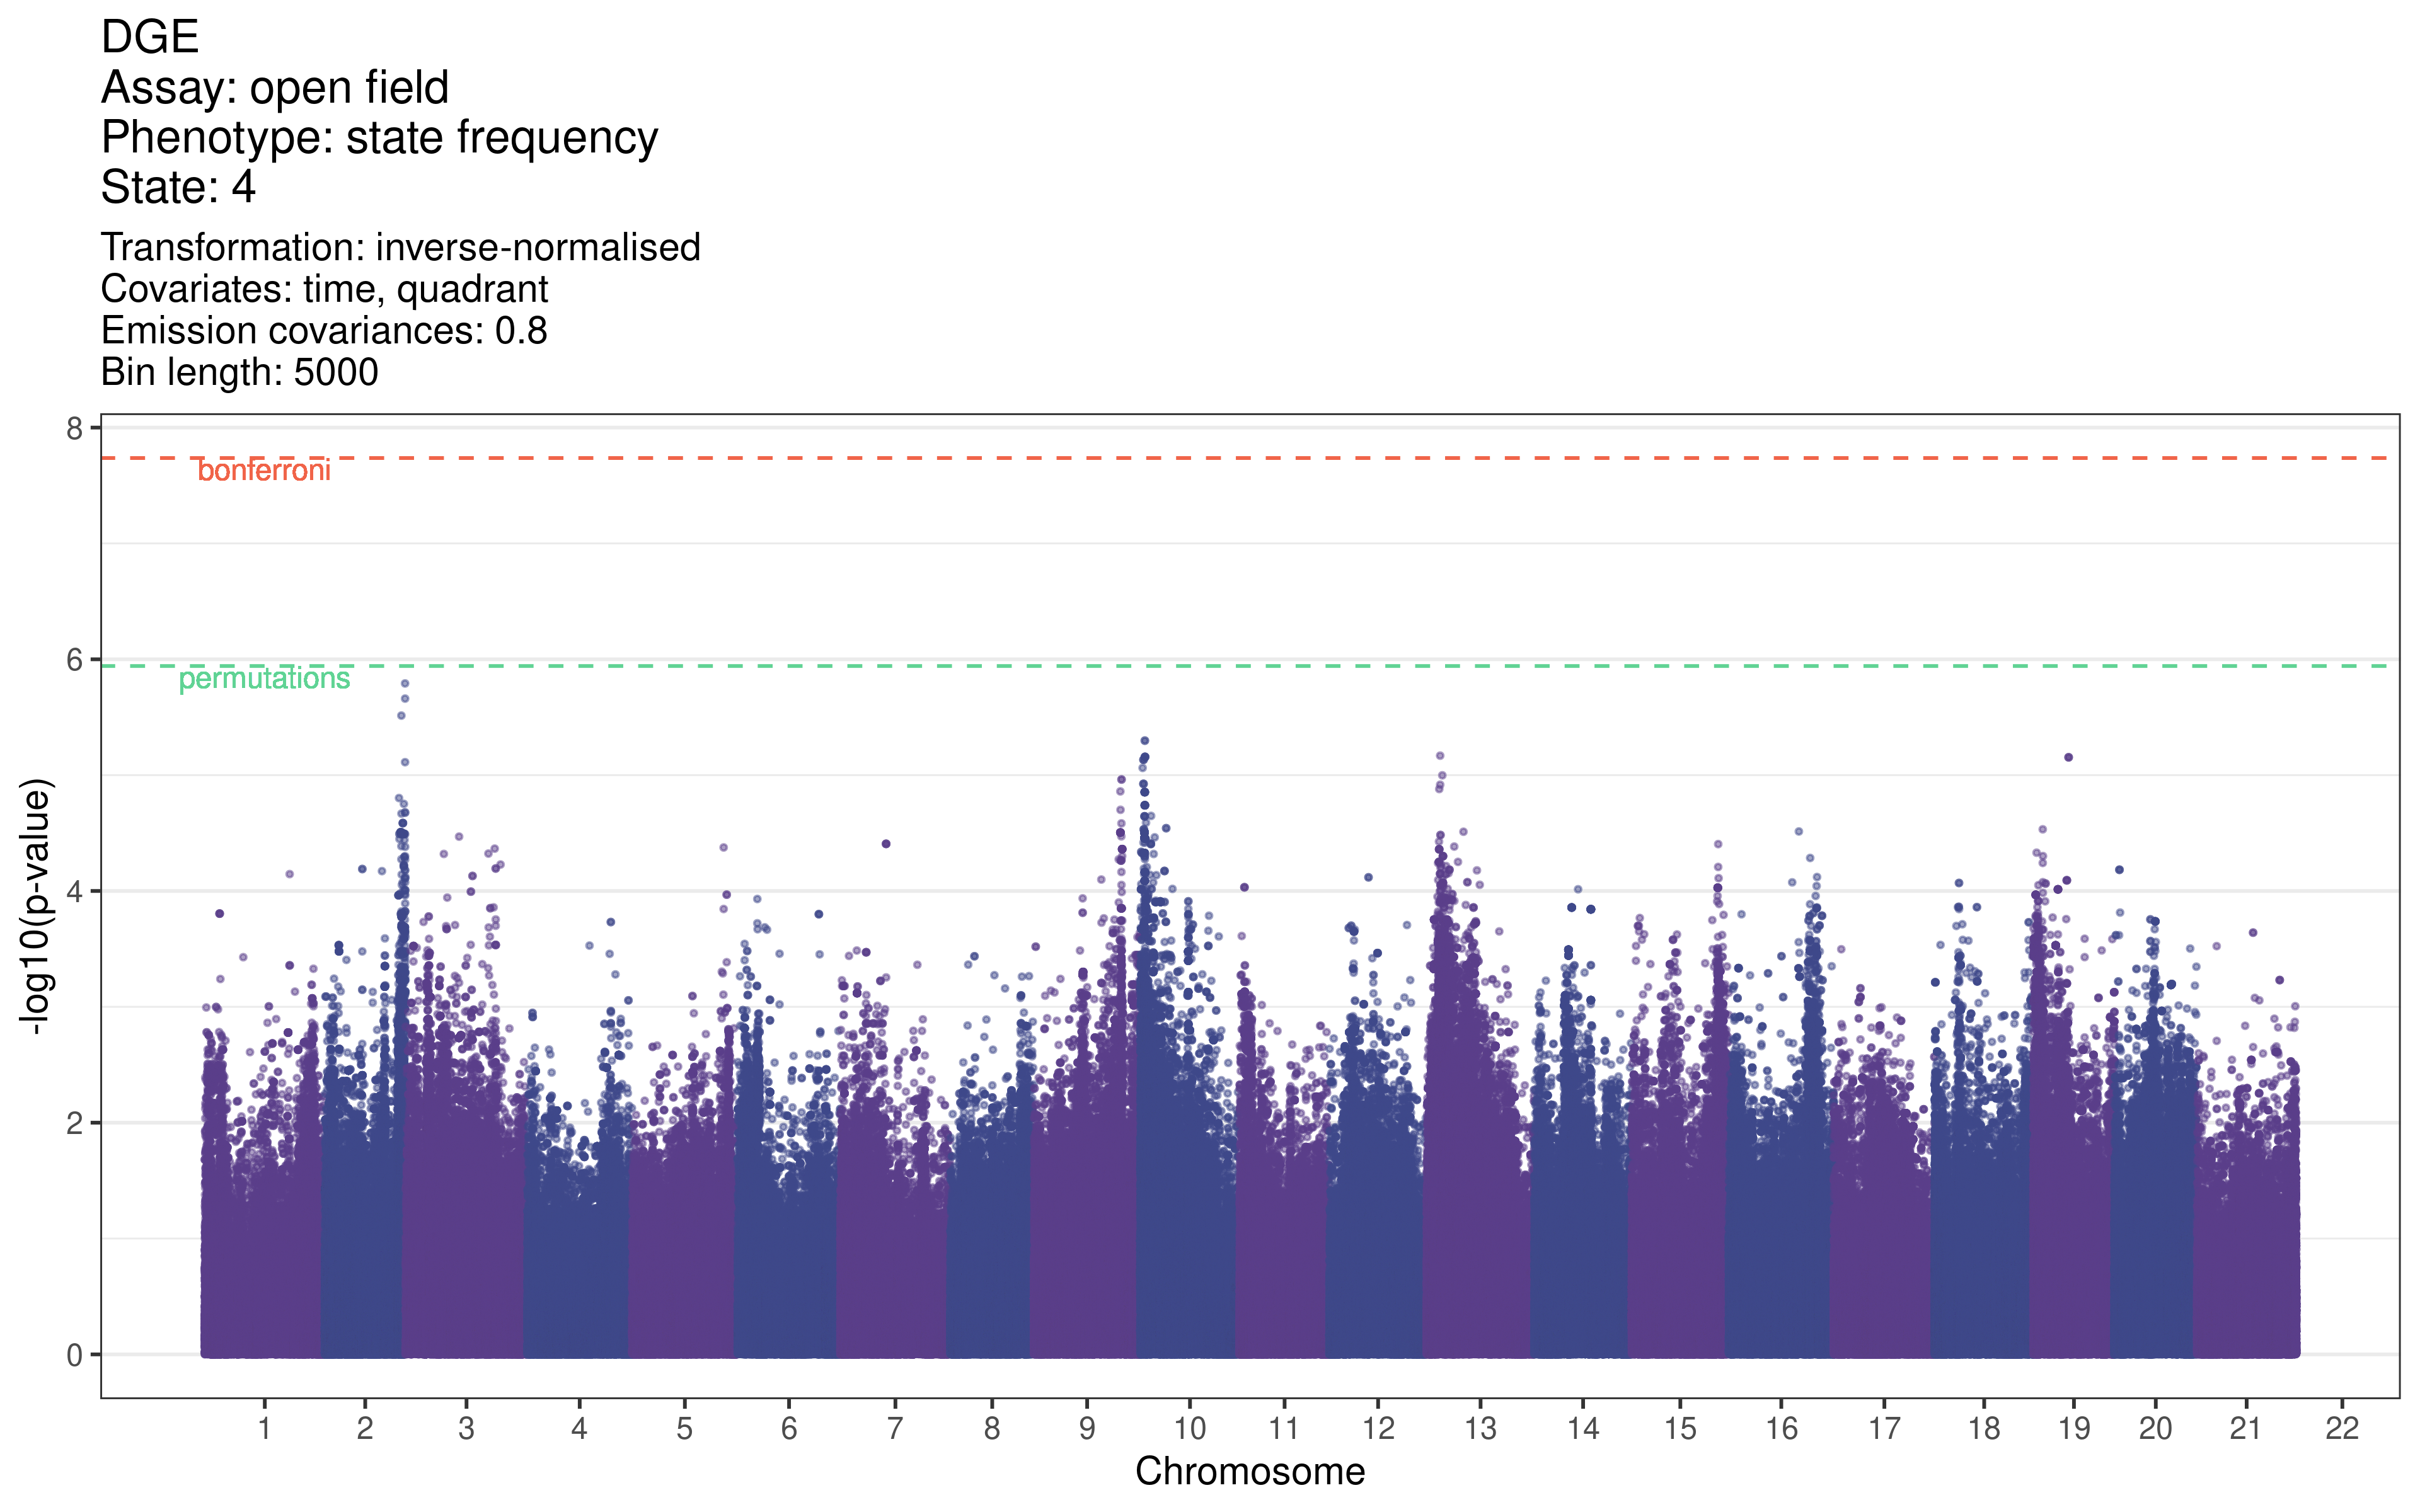 DGE
Assay: open field
Phenotype: state frequency
State: 4
Transformation: inverse-normalised
Covariates: time, quadrant
Emission covariances: 0.8
Bin length: 5000
8
bonferroni
6
permutations
4
2
0
-log10(p-value)
1 2 3 4 5 6 7 8 9 10 11 12 13 14 15 16 17 18 19 20 21 22
Chromosome